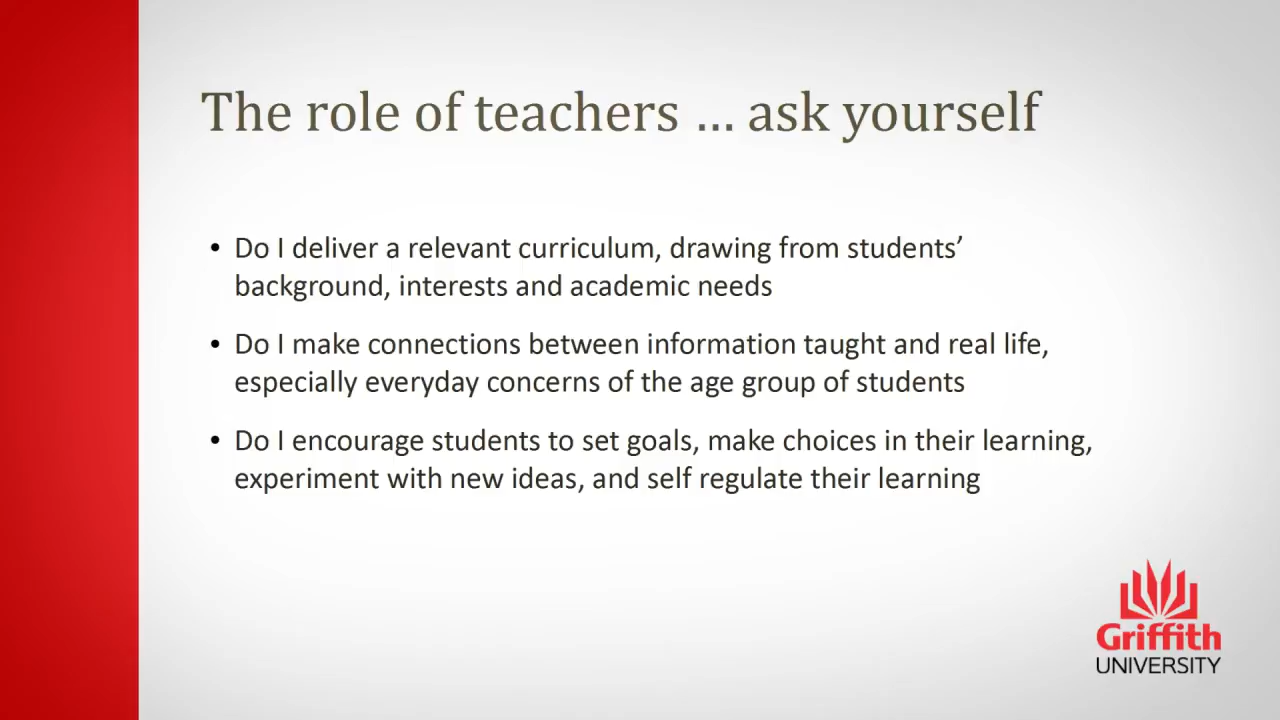 The role of teachers … ask yourself
• Do I deliver a relevant curriculum, drawing from students’
background, interests and academic needs
• Do I make connections between information taught and real life,
especially everyday concerns of the age group of students
• Do I encourage students to set goals, make choices in their learning,
experiment with new ideas, and self regulate their learning
Griffith
UNIVERSITY